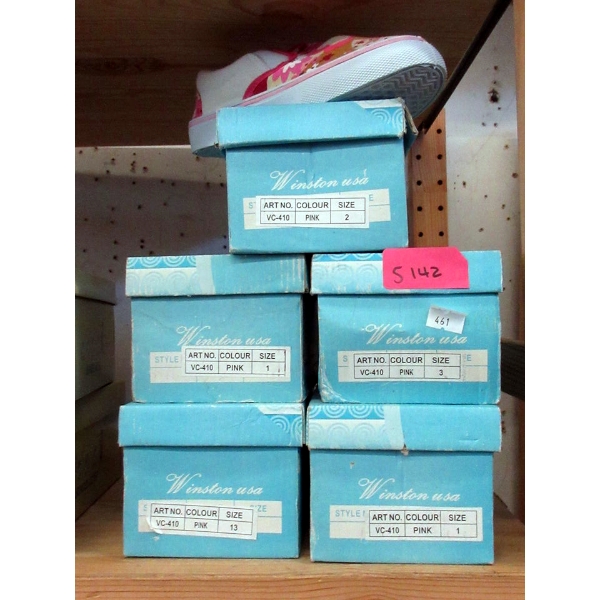 Winston usa
ART NO. COLOUR SIZE
VC-410 PINK 2
S 142
461
Winston usa
STYLE
ART NO. COLOUR SIZE
VC-410 PINK 1
Winston usa
ART NO. COLOUR SIZE
VC-410 PINK 3
Winston usa
ART NO. COLOUR SIZE
VC-410 PINK 13
Winston usa
STYLE
ART NO. COLOUR SIZE
VC-410 PINK 1